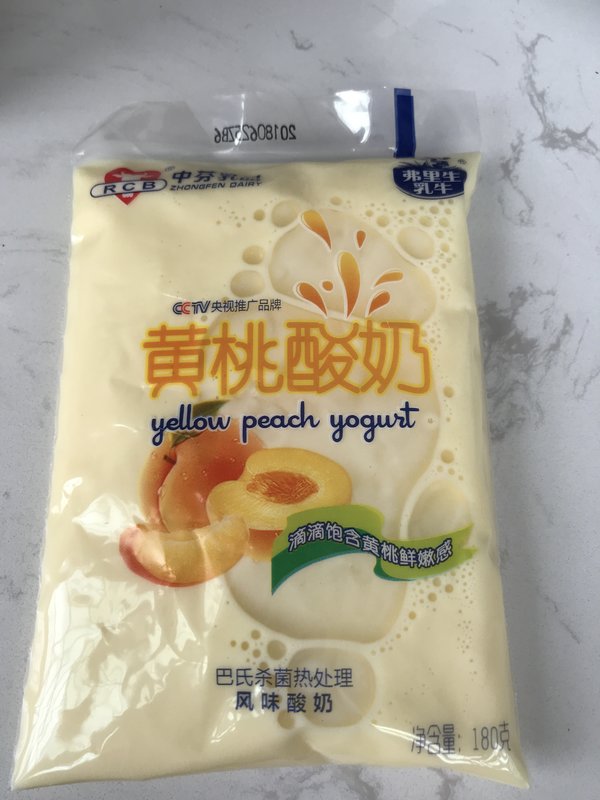 20180625ZB6
RCB
中芬乳
ZHONGFEN DAIRY
弗里生
乳牛
CCTV央视推广品牌
黄桃酸奶
yellow peach yogurt
滴滴饱含黄桃鲜嫩感
巴氏杀菌热处理
风味酸奶
净含量:180克